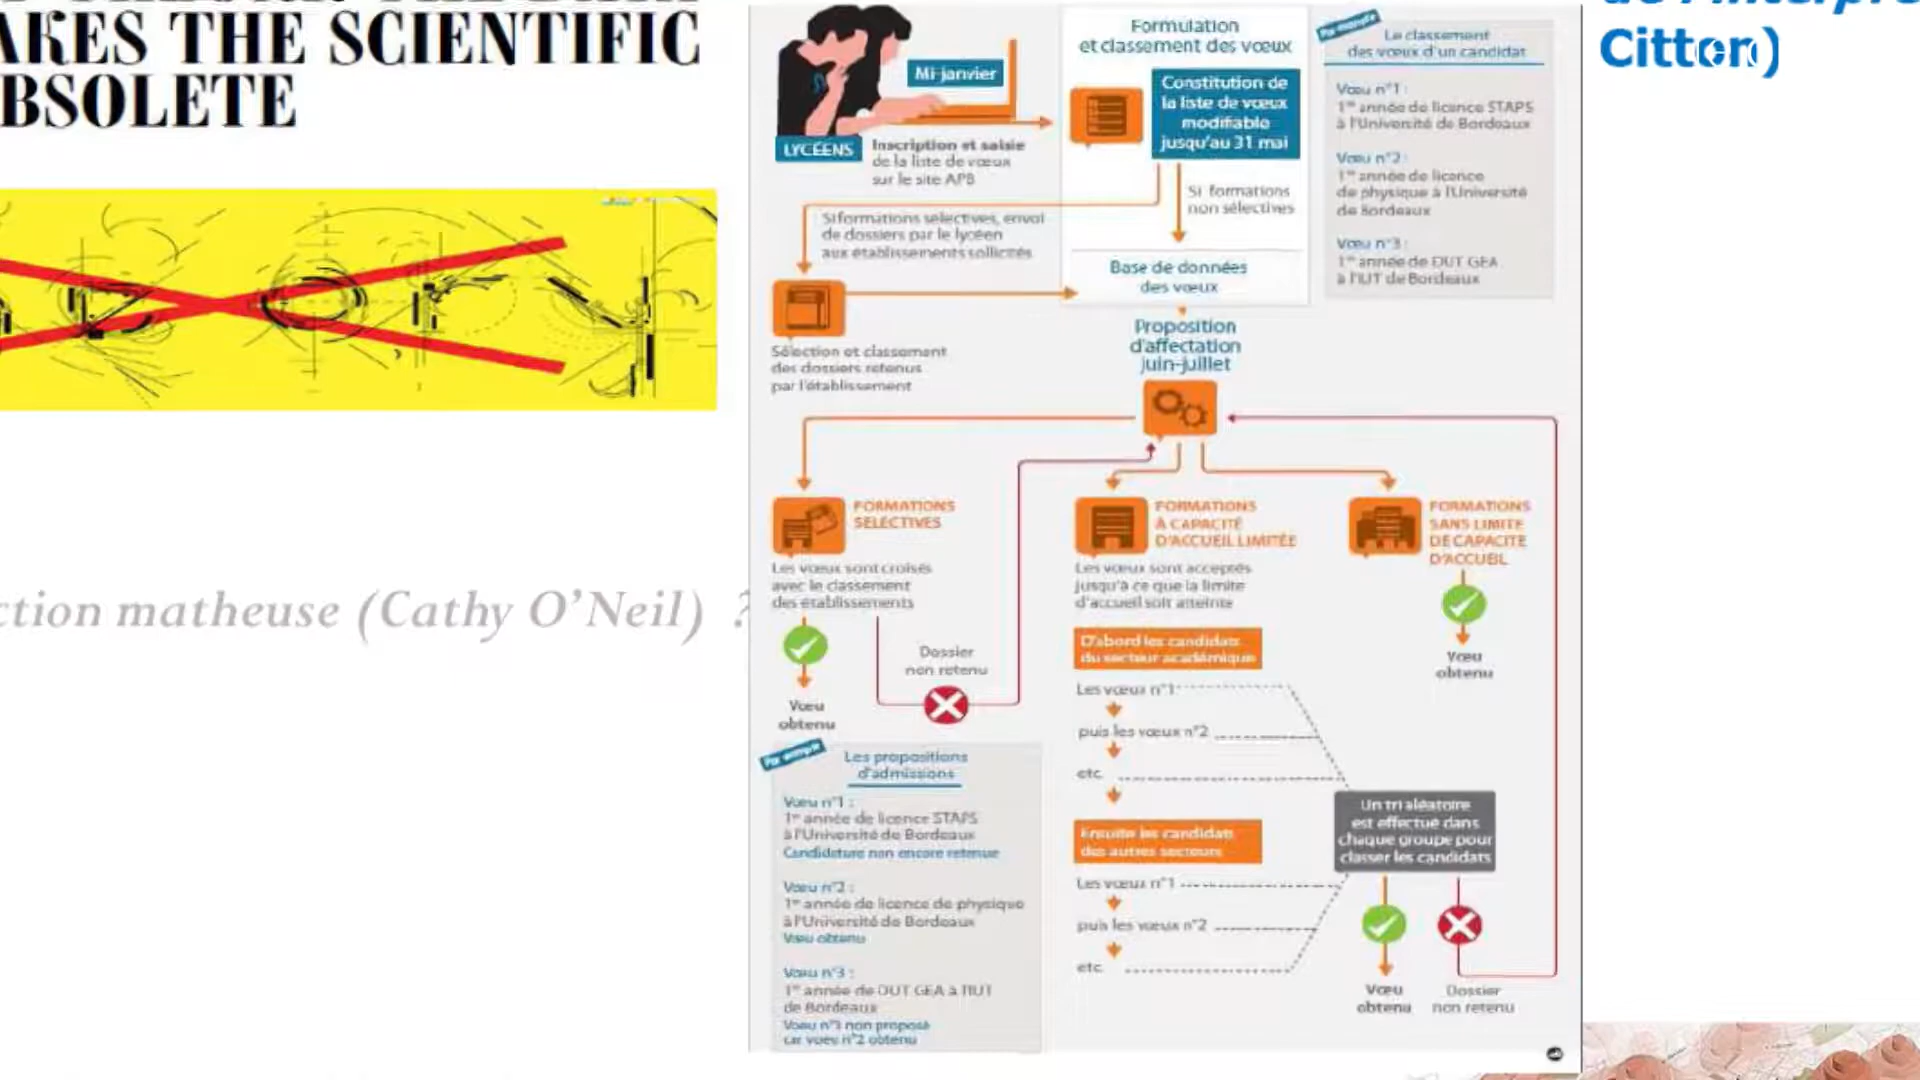 AKES THE SCIENTIFIC
BSOLETE
ction matheuse (Cathy O'Neil) ?
Citton)
Mi-janvier
LYCÉENS
Inscription et saisie
de la liste de vœux
sur le site APB
Formulation
et classement des vœux
Constitution de
la liste de vœux
modifiable
jusqu'au 31 mai
Si formations
non sélectives
Si formations sélectives, envoi
de dossiers par le lycéen
aux établissements sollicités
Base de données
des vœux
Par exemple
Le classement
des vœux d'un candidat
Vœu n°1 :
1re année de licence STAPS
à l'Université de Bordeaux
Vœu n°2 :
1re année de licence
de physique à l'Université
de Bordeaux
Vœu n°3 :
1re année de DUT GEA
à l'IUT de Bordeaux
Sélection et classement
des dossiers retenus
par l'établissement
Proposition
d'affectation
juin-juillet
FORMATIONS
SÉLECTIVES
Les vœux sont croisés
avec le classement
des établissements
Vœu
obtenu
Dossier
non retenu
FORMATIONS
À CAPACITÉ
D'ACCUEIL LIMITÉE
Les vœux sont acceptés
jusqu'à ce que la limite
d'accueil soit atteinte
D'abord les candidats
du secteur académique
Les vœux n°1
puis les vœux n°2
etc.
Ensuite les candidats
des autres secteurs
Les vœux n°1
puis les vœux n°2
etc.
FORMATIONS
SANS LIMITE
DE CAPACITÉ
D'ACCUEIL
Vœu
obtenu
Un tri aléatoire
est effectué dans
chaque groupe pour
classer les candidats
Vœu
obtenu
Dossier
non retenu
Par exemple
Les propositions
d'admissions
Vœu n°1 :
1re année de licence STAPS
à l'Université de Bordeaux
Candidature non encore retenue
Vœu n°2 :
1re année de licence de physique
à l'Université de Bordeaux
Vœu obtenu
Vœu n°3 :
1re année de DUT GEA à l'IUT
de Bordeaux
Vœu n°3 non proposé
car vœu n°2 obtenu